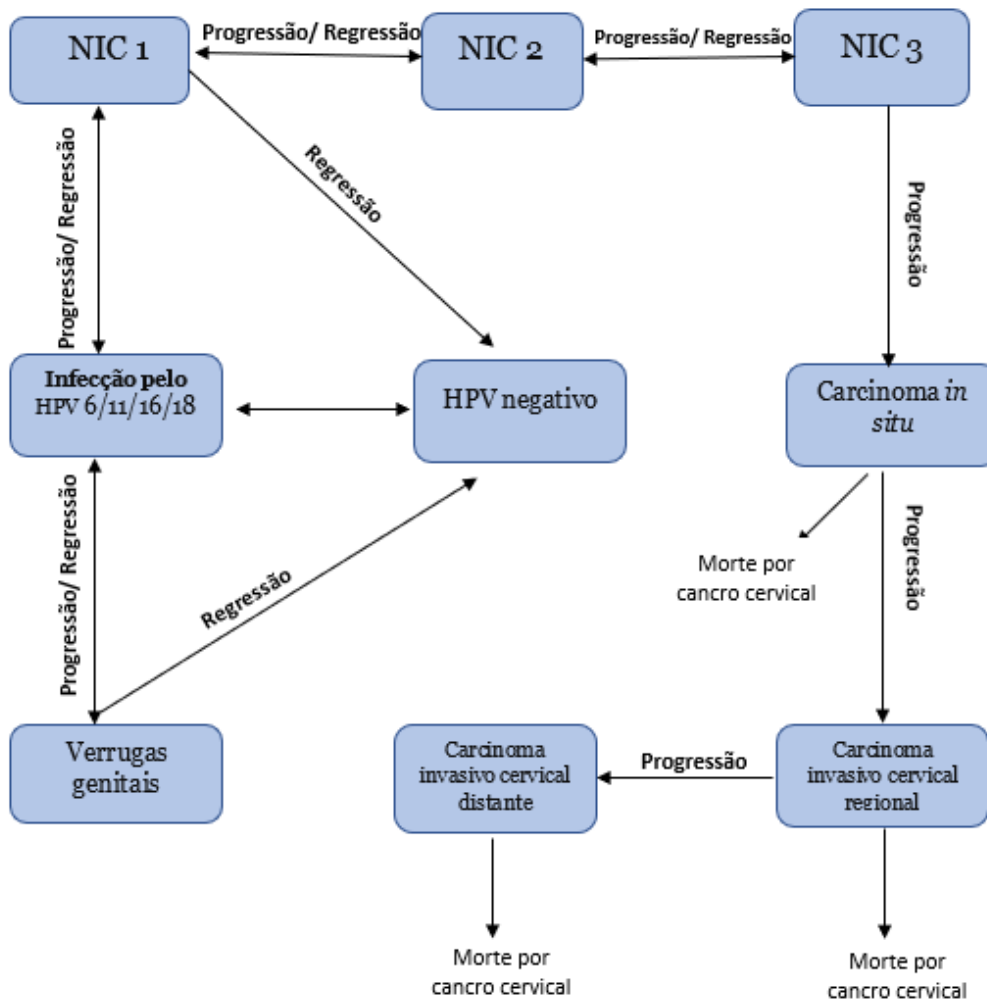 NIC 1
Progressão/ Regressão
NIC 2
Progressão/ Regressão
NIC 3
Progressão/ Regressão
Regressão
Progressão
Infecção pelo
HPV 6/11/16/18
HPV negativo
Carcinoma in
situ
Progressão/ Regressão
Regressão
Morte por
cancro cervical
Progressão
Verrugas
genitais
Carcinoma
invasivo cervical
distante
Progressão
Carcinoma
invasivo cervical
regional
Morte por
cancro cervical
Morte por
cancro cervical